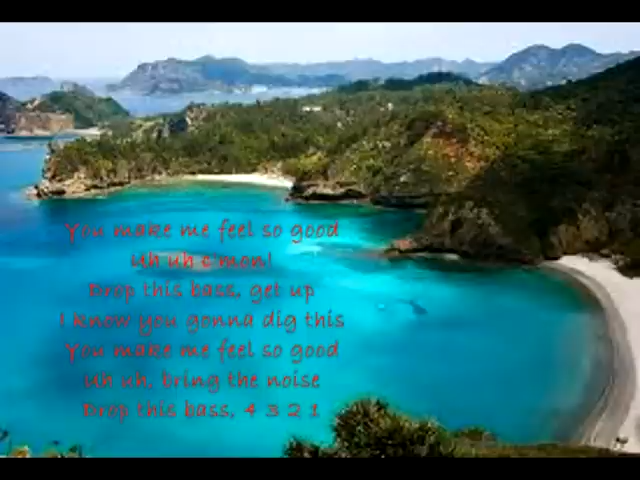 You make me feel so good
Uh uh c'mon!
Drop this bass, get up
I know you gonna dig this
You make me feel so good
Uh uh, bring the noise
Drop this bass, 4 3 2 1